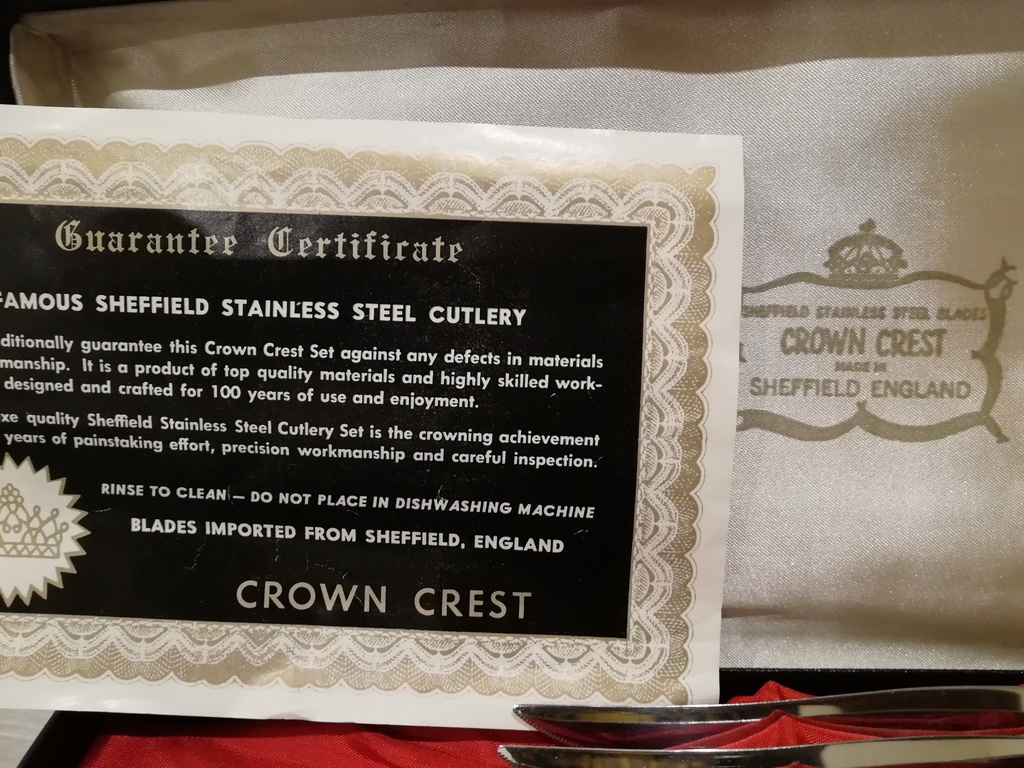 Guarantee Certificate
FAMOUS SHEFFIELD STAINLESS STEEL CUTLERY
ditionally guarantee this Crown Crest Set against any defects in materials
manship. It is a product of top quality materials and highly skilled work-
designed and crafted for 100 years of use and enjoyment.
xe quality Sheffield Stainless Steel Cutlery Set is the crowning achievement
years of painstaking effort, precision workmanship and careful inspection.
RINSE TO CLEAN — DO NOT PLACE IN DISHWASHING MACHINE
BLADES IMPORTED FROM SHEFFIELD, ENGLAND
CROWN CREST
SHEFFIELD STAINLESS STEEL BLADES
CROWN CREST
MADE IN
SHEFFIELD ENGLAND